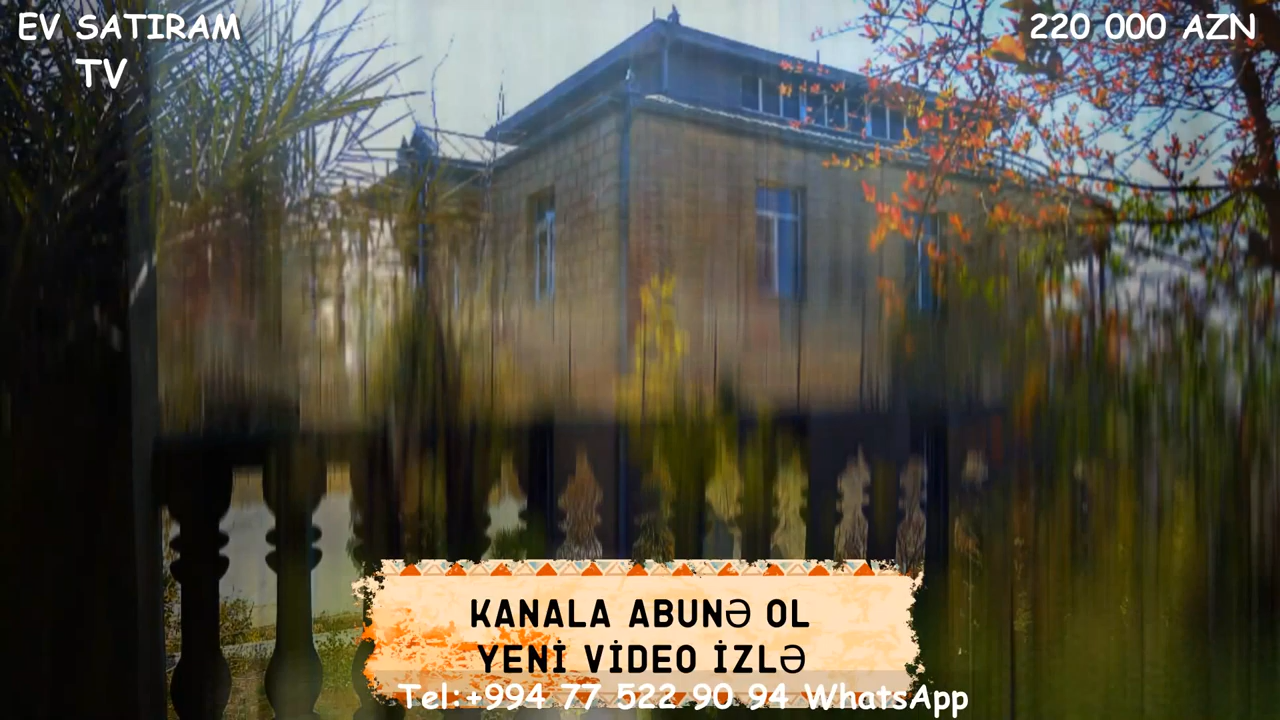 EV SATIRAM
TV
220 000 AZN
KANALA ABUNƏ OL
YENİ VİDEO İZLƏ
Tel:+994 77 522 90 94 WhatsApp